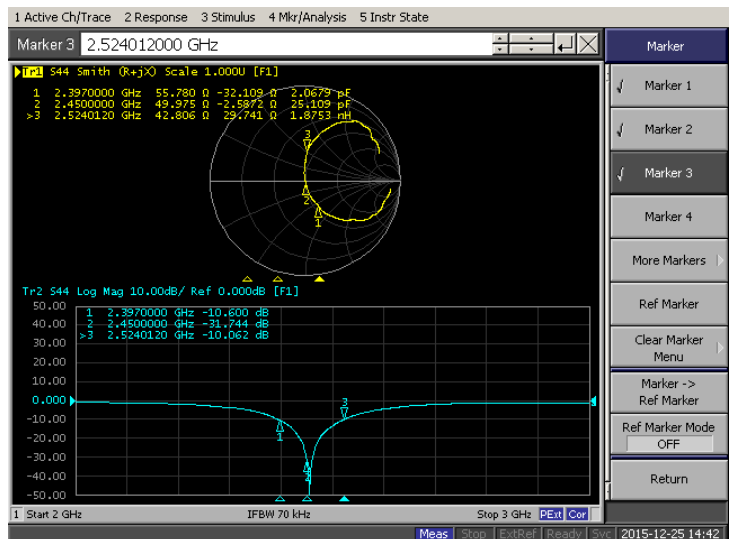 1 Active Ch/Trace 2 Response 3 Stimulus 4 Mkr/Analysis 5 Instr State
Marker 3 2.524012000 GHz
Tr1 S44 Smith (R+jX) Scale 1.000U [F1]
1 2.3970000 GHz 55.780 Ω -32.109 Ω 2.0679 pF
2 2.4500000 GHz 49.975 Ω -2.5872 Ω 25.109 pF
>3 2.5240120 GHz 42.806 Ω 29.741 Ω 1.8753 nH
3
2
1
Tr2 S44 Log Mag 10.00dB/ Ref 0.000dB [F1]
50.00
40.00
30.00
20.00
10.00
0.000
-10.00
-20.00
-30.00
-40.00
-50.00
1 2.3970000 GHz -10.600 dB
2 2.4500000 GHz -31.744 dB
>3 2.5240120 GHz -10.062 dB
3
1
1 Start 2 GHz IFBW 70 kHz Stop 3 GHz PExt Cor
Marker
Marker 1
Marker 2
Marker 3
Marker 4
More Markers
Ref Marker
Clear Marker
Menu
Marker ->
Ref Marker
Ref Marker Mode
OFF
Return
Meas Stop ExtRef Ready Svc 2015-12-25 14:42